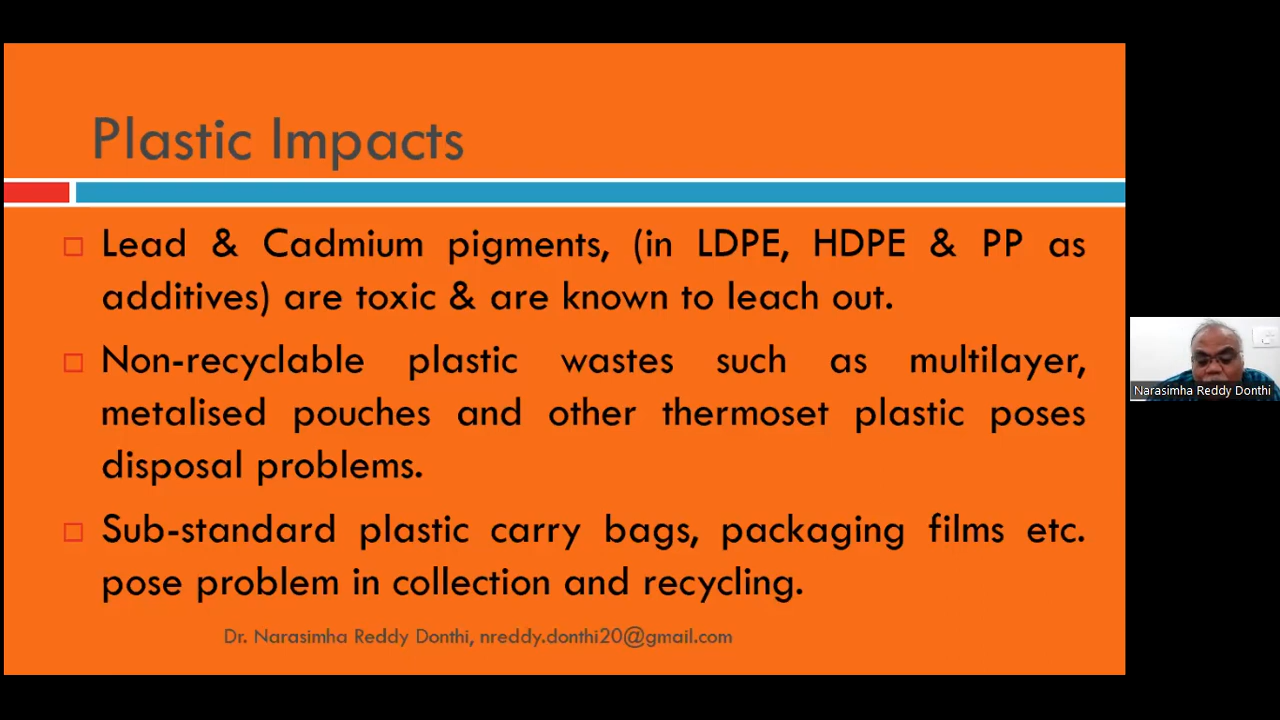 Plastic Impacts
Lead & Cadmium pigments, (in LDPE, HDPE & PP as
additives) are toxic & are known to leach out.
Non-recyclable plastic wastes such as multilayer,
metalised pouches and other thermoset plastic poses
disposal problems.
Sub-standard plastic carry bags, packaging films etc.
pose problem in collection and recycling.
Dr. Narasimha Reddy Donthi, nreddy.donthi20@gmail.com
Narasimha Reddy Donthi